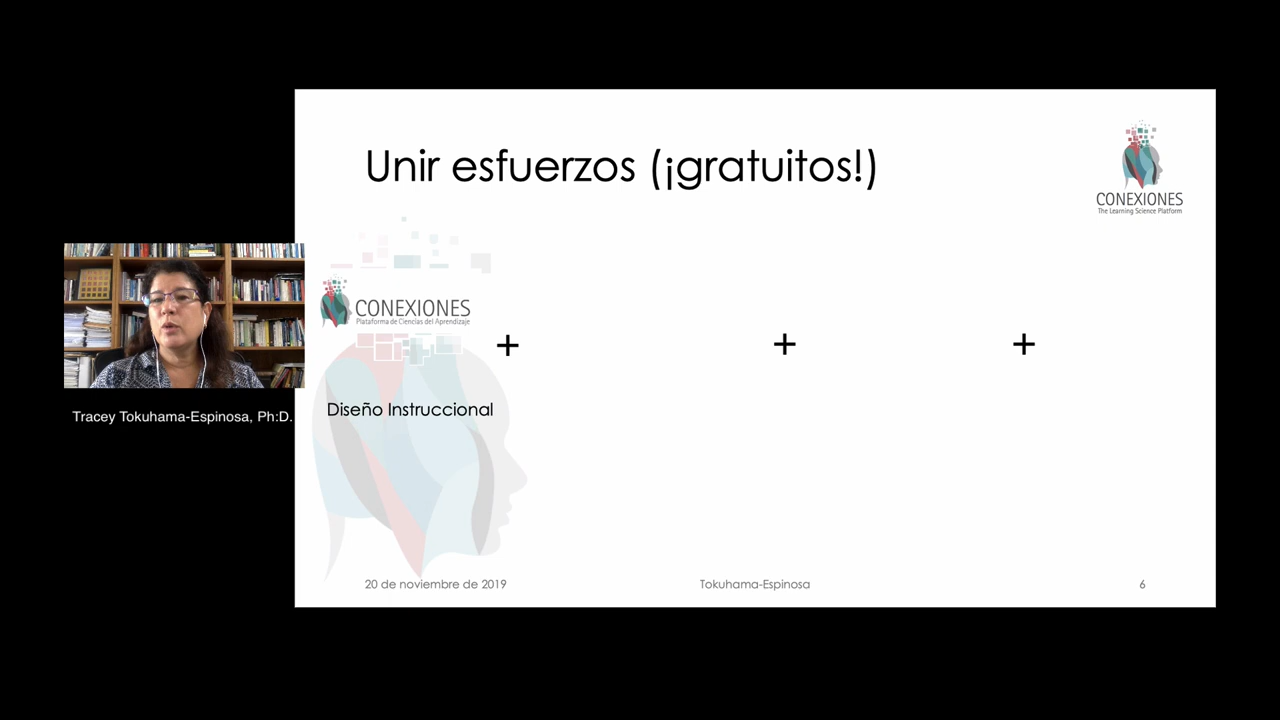 Unir esfuerzos (¡gratuitos!)
CONEXIONES
The Learning Science Platform
CONEXIONES
Plataforma de Ciencias del Aprendizaje
+ + +
Diseño Instruccional
Tracey Tokuhama-Espinosa, Ph:D.
20 de noviembre de 2019
Tokuhama-Espinosa
6